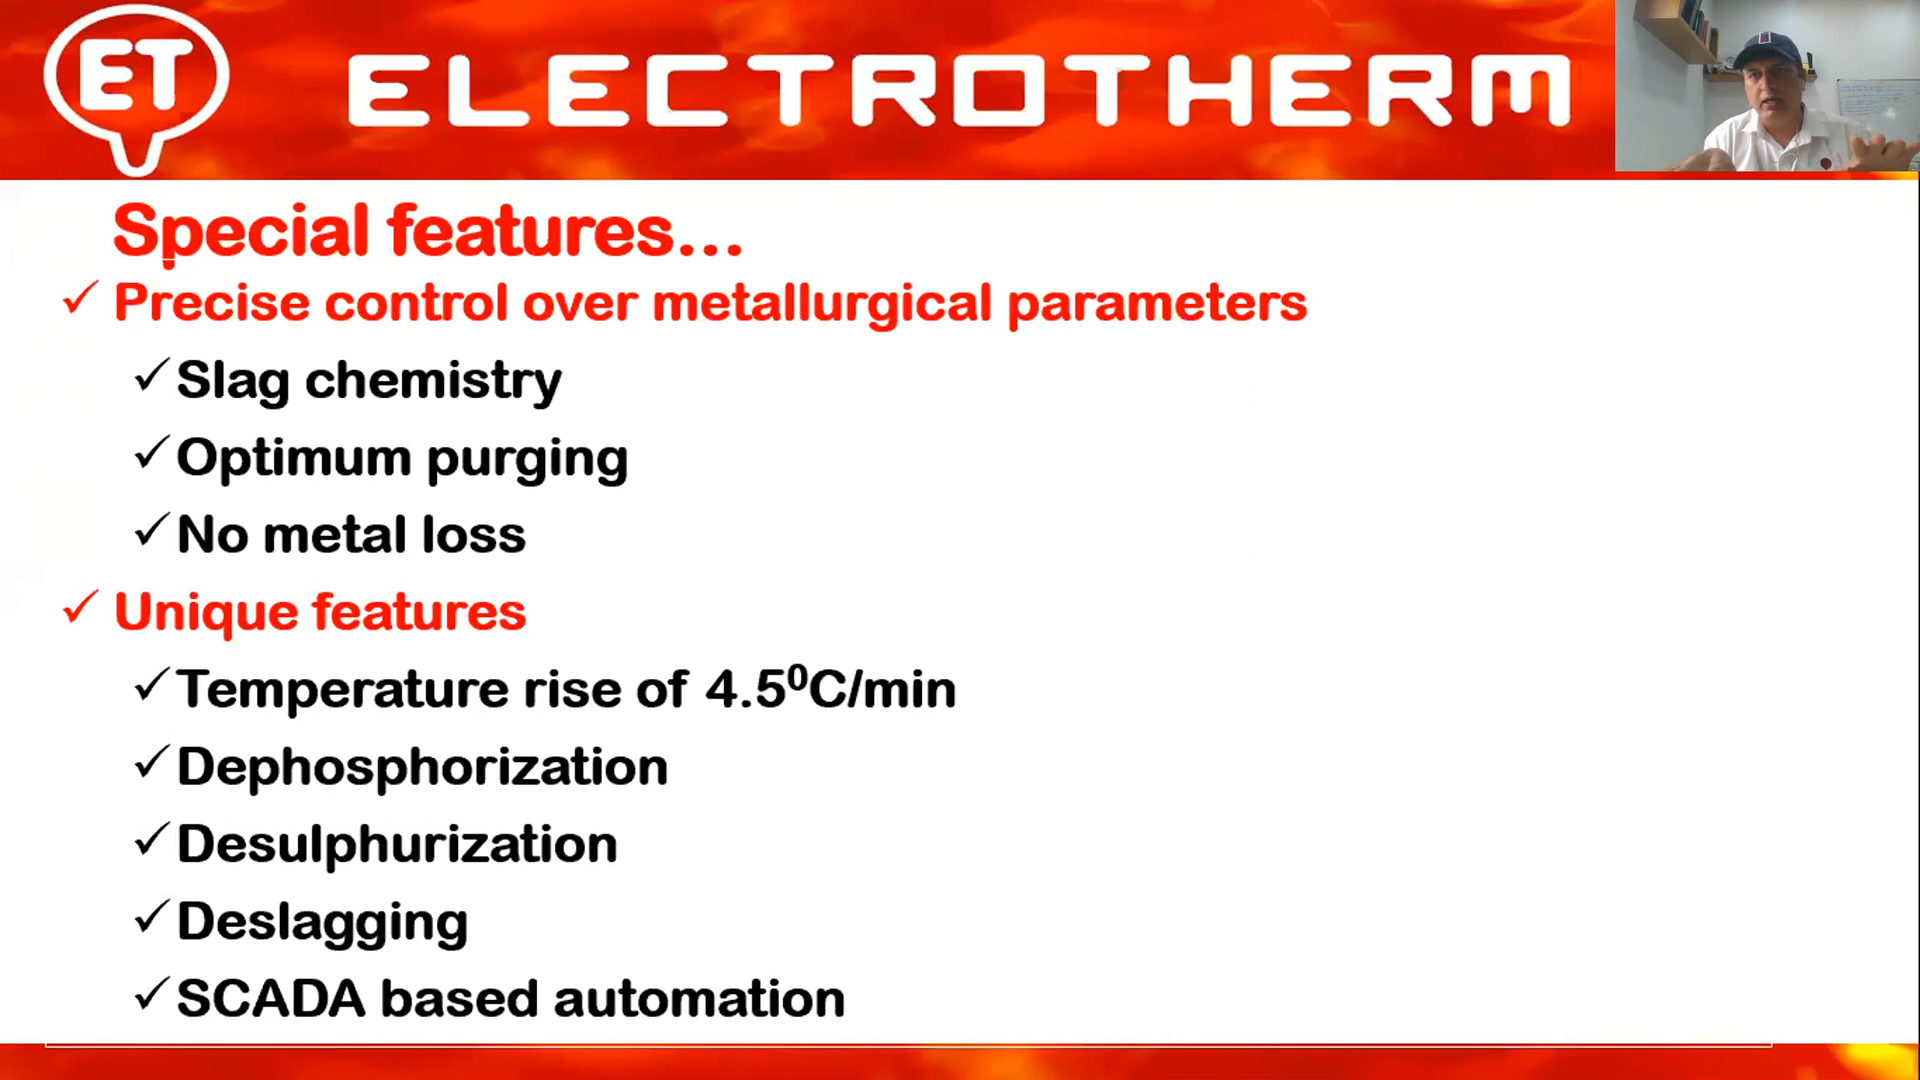 ET ELECTROTHERM
Special features...
✓ Precise control over metallurgical parameters
✓ Slag chemistry
✓ Optimum purging
✓ No metal loss
✓ Unique features
✓ Temperature rise of 4.5⁰C/min
✓ Dephosphorization
✓ Desulphurization
✓ Deslagging
✓ SCADA based automation